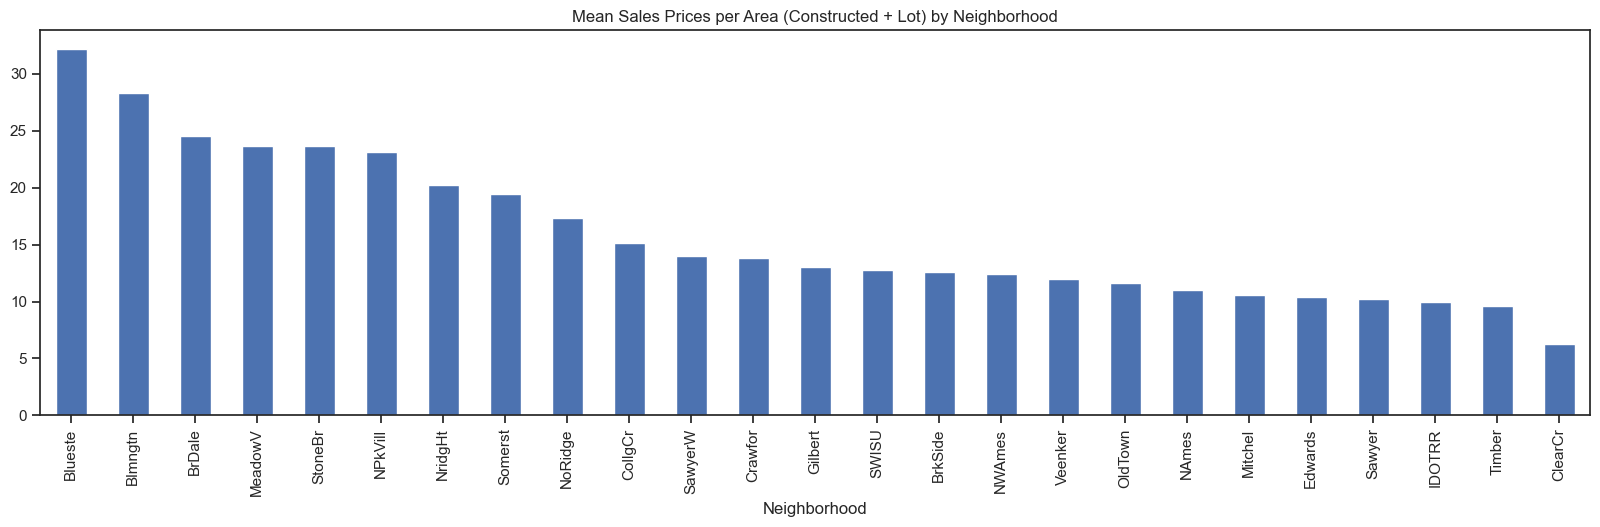 Mean Sales Prices per Area (Constructed + Lot) by Neighborhood
30
25
20
15
10
5
0
Blueste
Blmngtn
BrDale
MeadowV
StoneBr
NPkVill
NridgHt
Somerst
NoRidge
CollgCr
SawyerW
Crawfor
Gilbert
SWISU
BrkSide
NWAmes
Veenker
OldTown
NAmes
Mitchel
Edwards
Sawyer
IDOTRR
Timber
ClearCr
Neighborhood